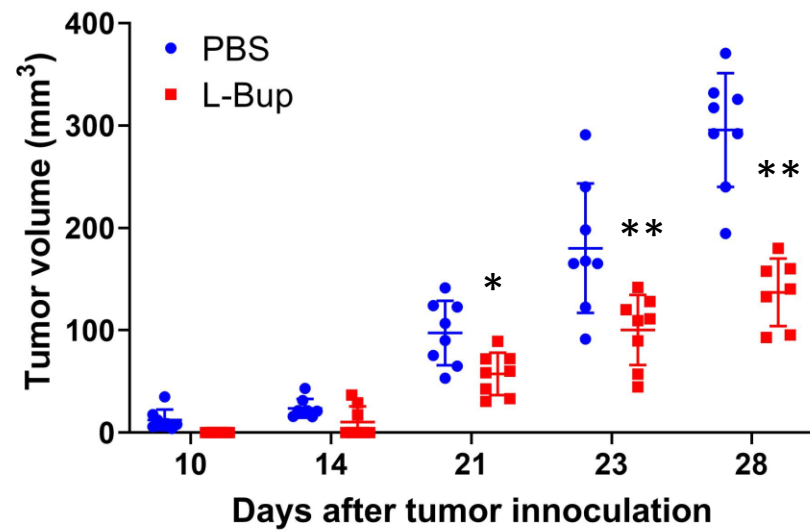 400
300
200
100
0
Tumor volume (mm³)
PBS
L-Bup
*
**
**
10 14 21 23 28
Days after tumor innoculation